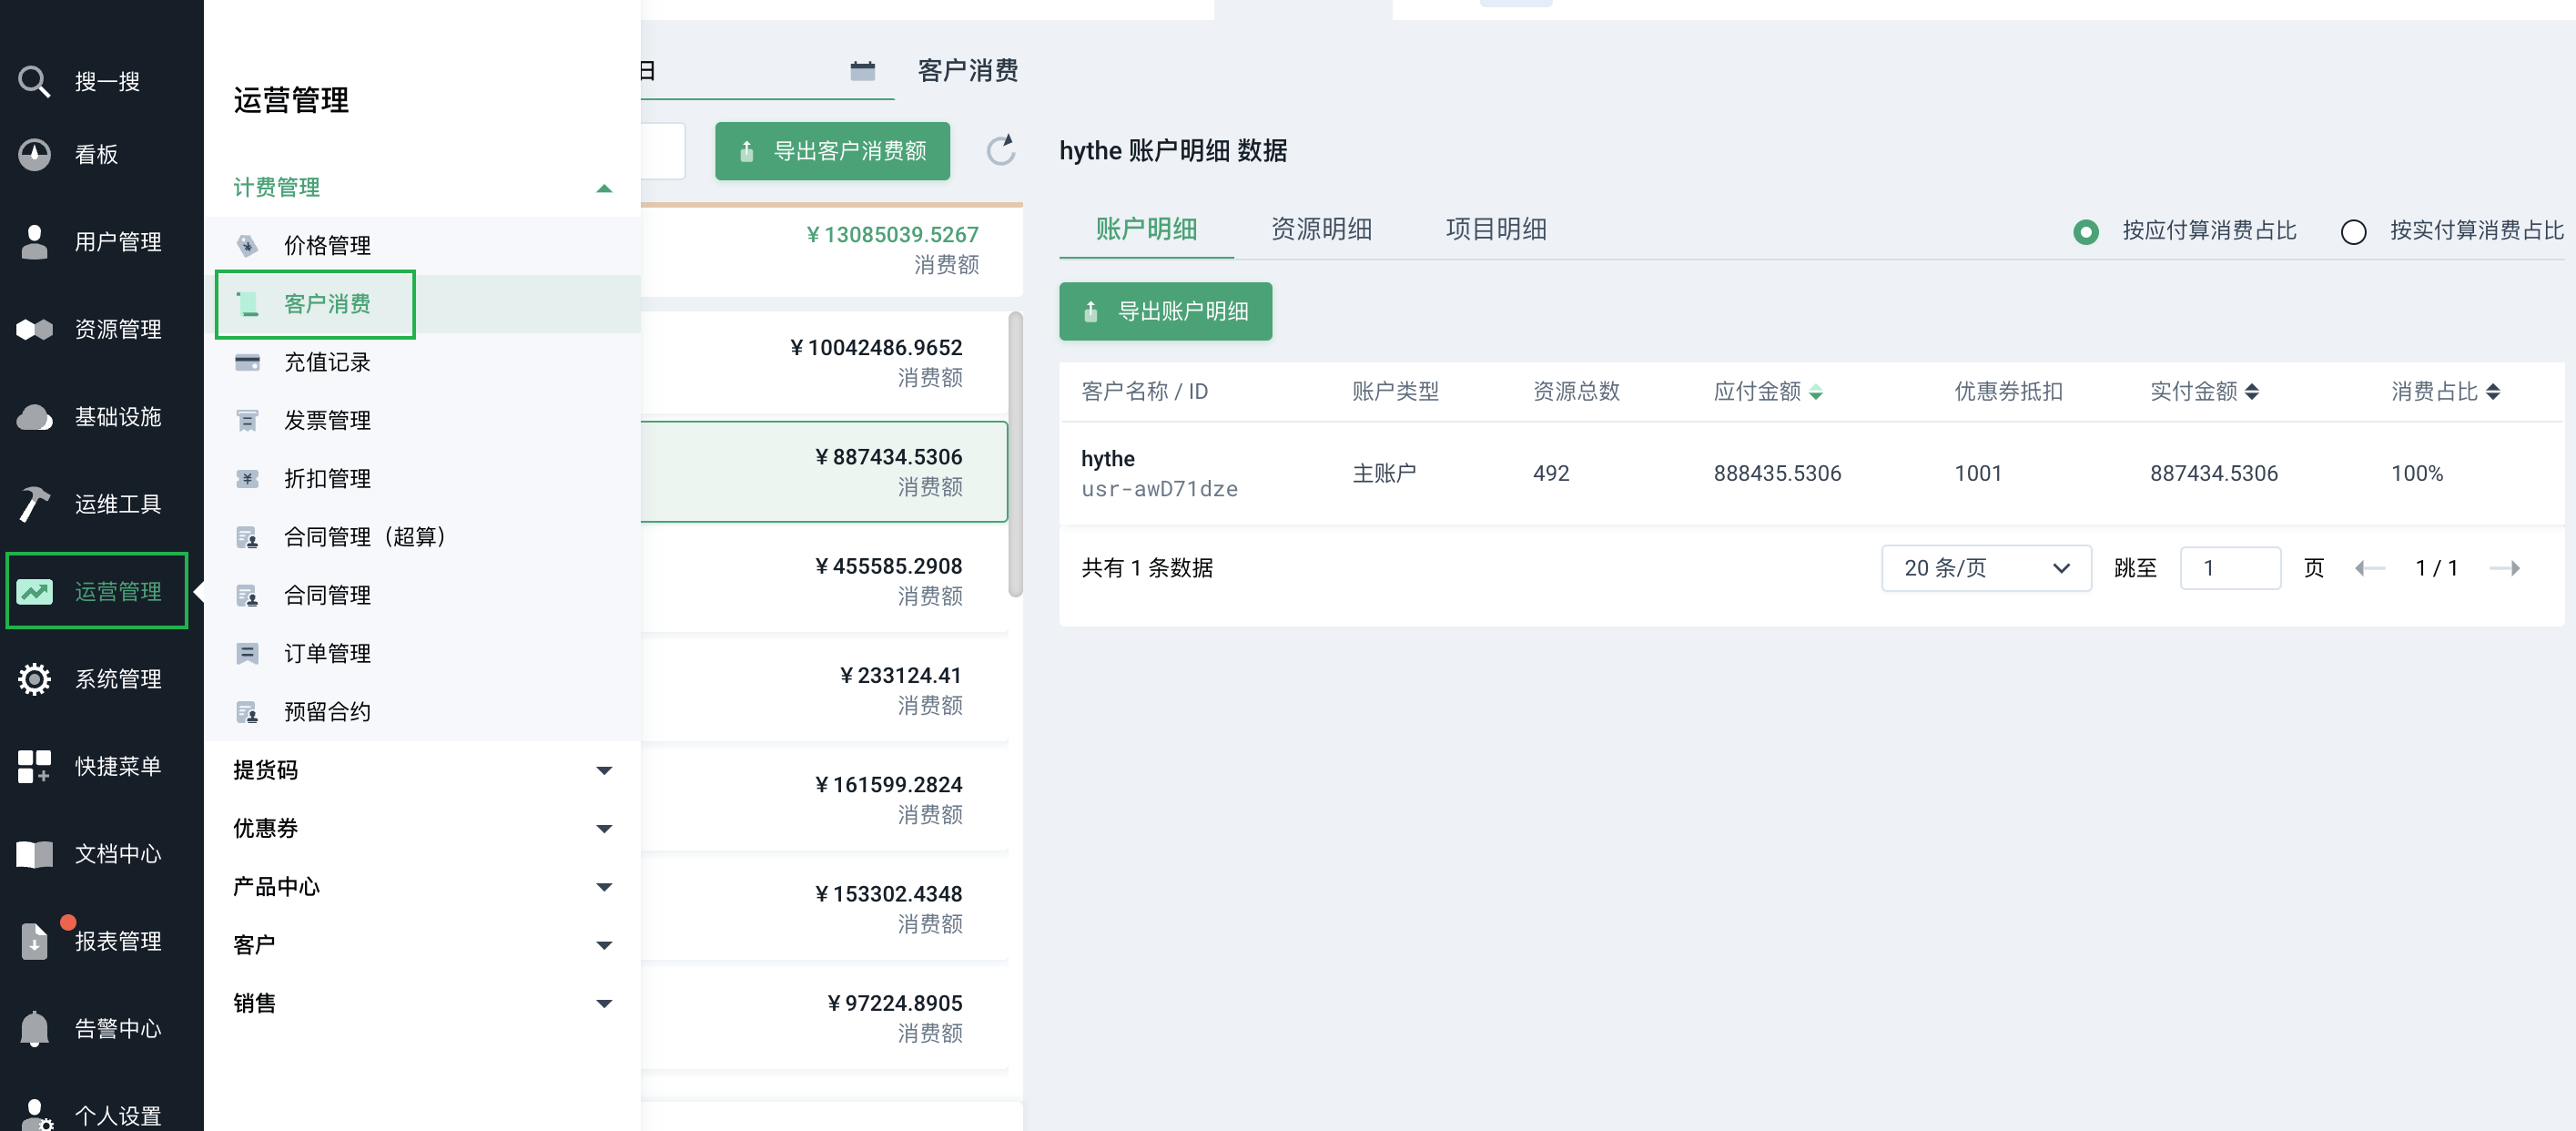 搜一搜
看板
用户管理
资源管理
基础设施
运维工具
运营管理
系统管理
快捷菜单
文档中心
报表管理
告警中心
个人设置
运营管理
计费管理
价格管理
客户消费
充值记录
发票管理
折扣管理
合同管理（超算）
合同管理
订单管理
预留合约
提货码
优惠券
产品中心
客户
销售
日
客户消费
导出客户消费额
¥ 13085039.5267
消费额
¥ 10042486.9652
消费额
¥ 887434.5306
消费额
¥ 455585.2908
消费额
¥ 233124.41
消费额
¥ 161599.2824
消费额
¥ 153302.4348
消费额
¥ 97224.8905
消费额
hythe 账户明细 数据
账户明细 资源明细 项目明细 按应付算消费占比 按实付算消费占比
导出账户明细
客户名称 / ID 账户类型 资源总数 应付金额 优惠券抵扣 实付金额 消费占比
hythe
usr-awD71dze 主账户 492 888435.5306 1001 887434.5306 100%
共有 1 条数据 20 条/页 跳至 1 页 1 / 1